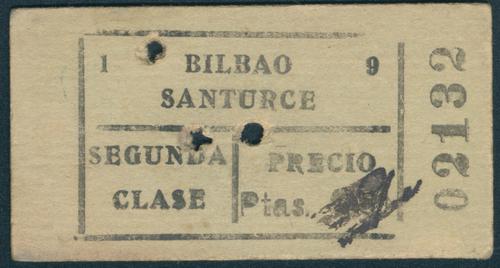 1 BILBAO 9
SANTURCE
SEGUNDA
CLASE
PRECIO
Ptas.
02132